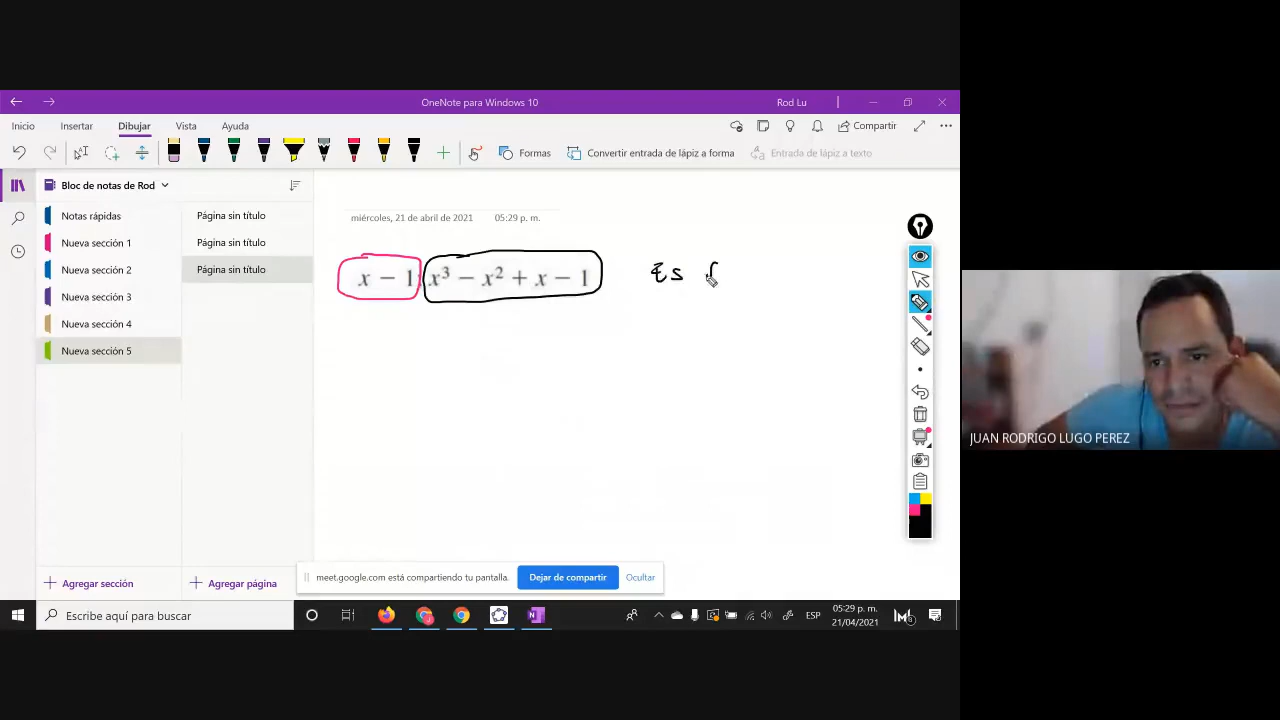 OneNote para Windows 10
Rod Lu
Inicio
Insertar
Dibujar
Vista
Ayuda
Compartir
Formas
Convertir entrada de lápiz a forma
Entrada de lápiz a texto
Bloc de notas de Rod
Notas rápidas
Nueva sección 1
Nueva sección 2
Nueva sección 3
Nueva sección 4
Nueva sección 5
Página sin título
Página sin título
Página sin título
miércoles, 21 de abril de 2021 05:29 p. m.
x − 1 x³ − x² + x − 1 Es f
JUAN RODRIGO LUGO PEREZ
Agregar sección
Agregar página
meet.google.com está compartiendo tu pantalla.
Dejar de compartir
Ocultar
Escribe aquí para buscar
ESP
05:29 p. m.
21/04/2021